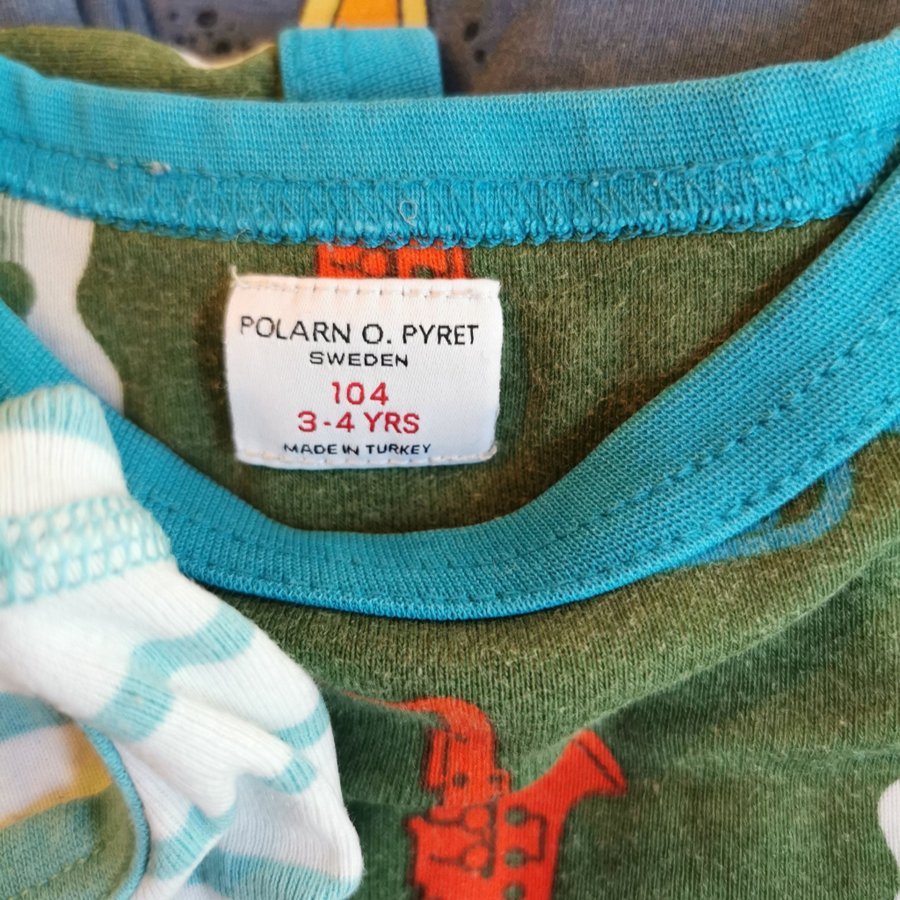 POLARN O. PYRET
SWEDEN
104
3-4 YRS
MADE IN TURKEY